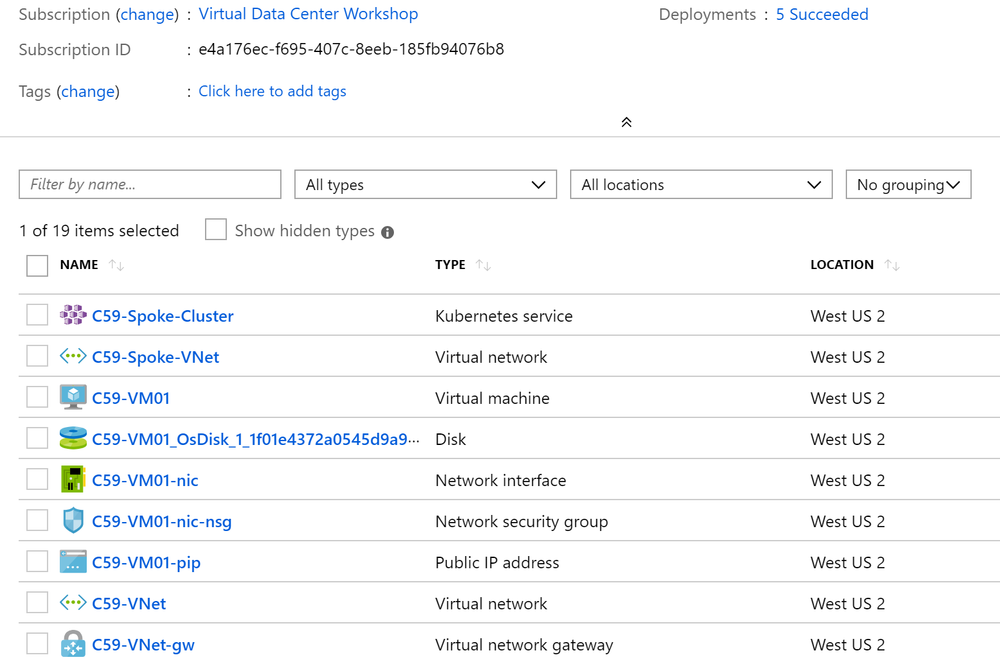 Subscription (change) : Virtual Data Center Workshop Deployments : 5 Succeeded
Subscription ID : e4a176ec-f695-407c-8eeb-185fb94076b8
Tags (change) : Click here to add tags
Filter by name... All types All locations No grouping
1 of 19 items selected Show hidden types
NAME TYPE LOCATION
C59-Spoke-Cluster Kubernetes service West US 2
C59-Spoke-VNet Virtual network West US 2
C59-VM01 Virtual machine West US 2
C59-VM01_OsDisk_1_1f01e4372a0545d9a9... Disk West US 2
C59-VM01-nic Network interface West US 2
C59-VM01-nic-nsg Network security group West US 2
C59-VM01-pip Public IP address West US 2
C59-VNet Virtual network West US 2
C59-VNet-gw Virtual network gateway West US 2